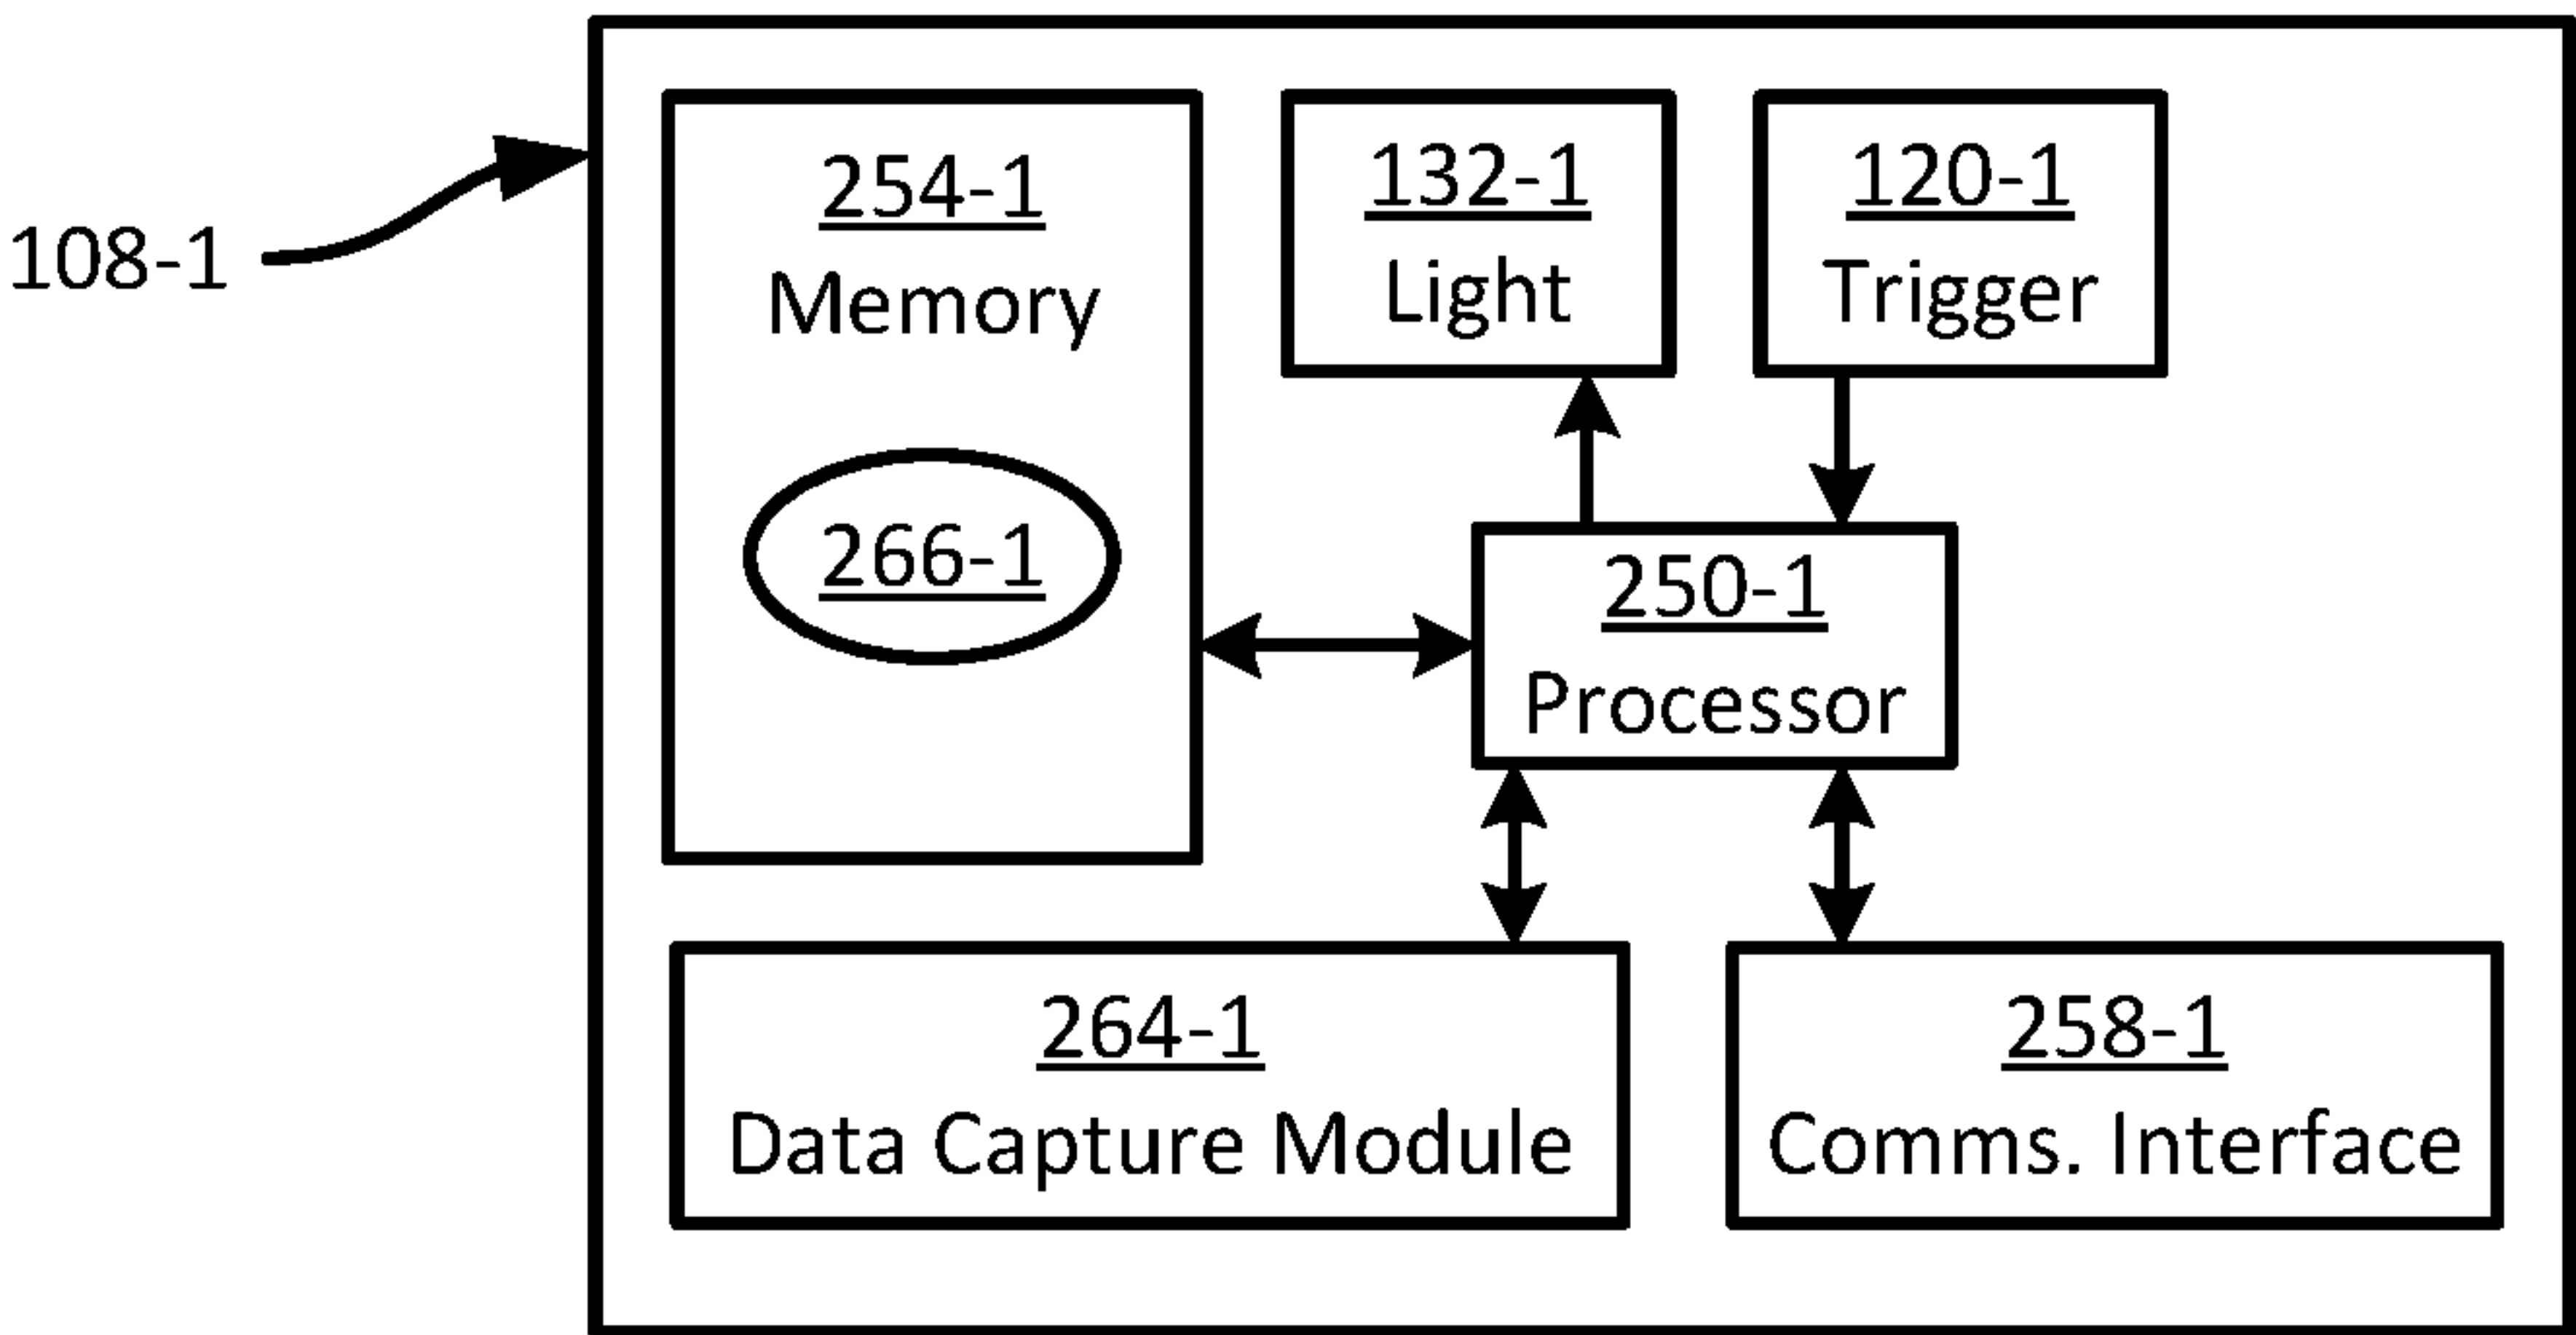 108-1
254-1
Memory
266-1
132-1
Light
120-1
Trigger
250-1
Processor
264-1
Data Capture Module
258-1
Comms. Interface